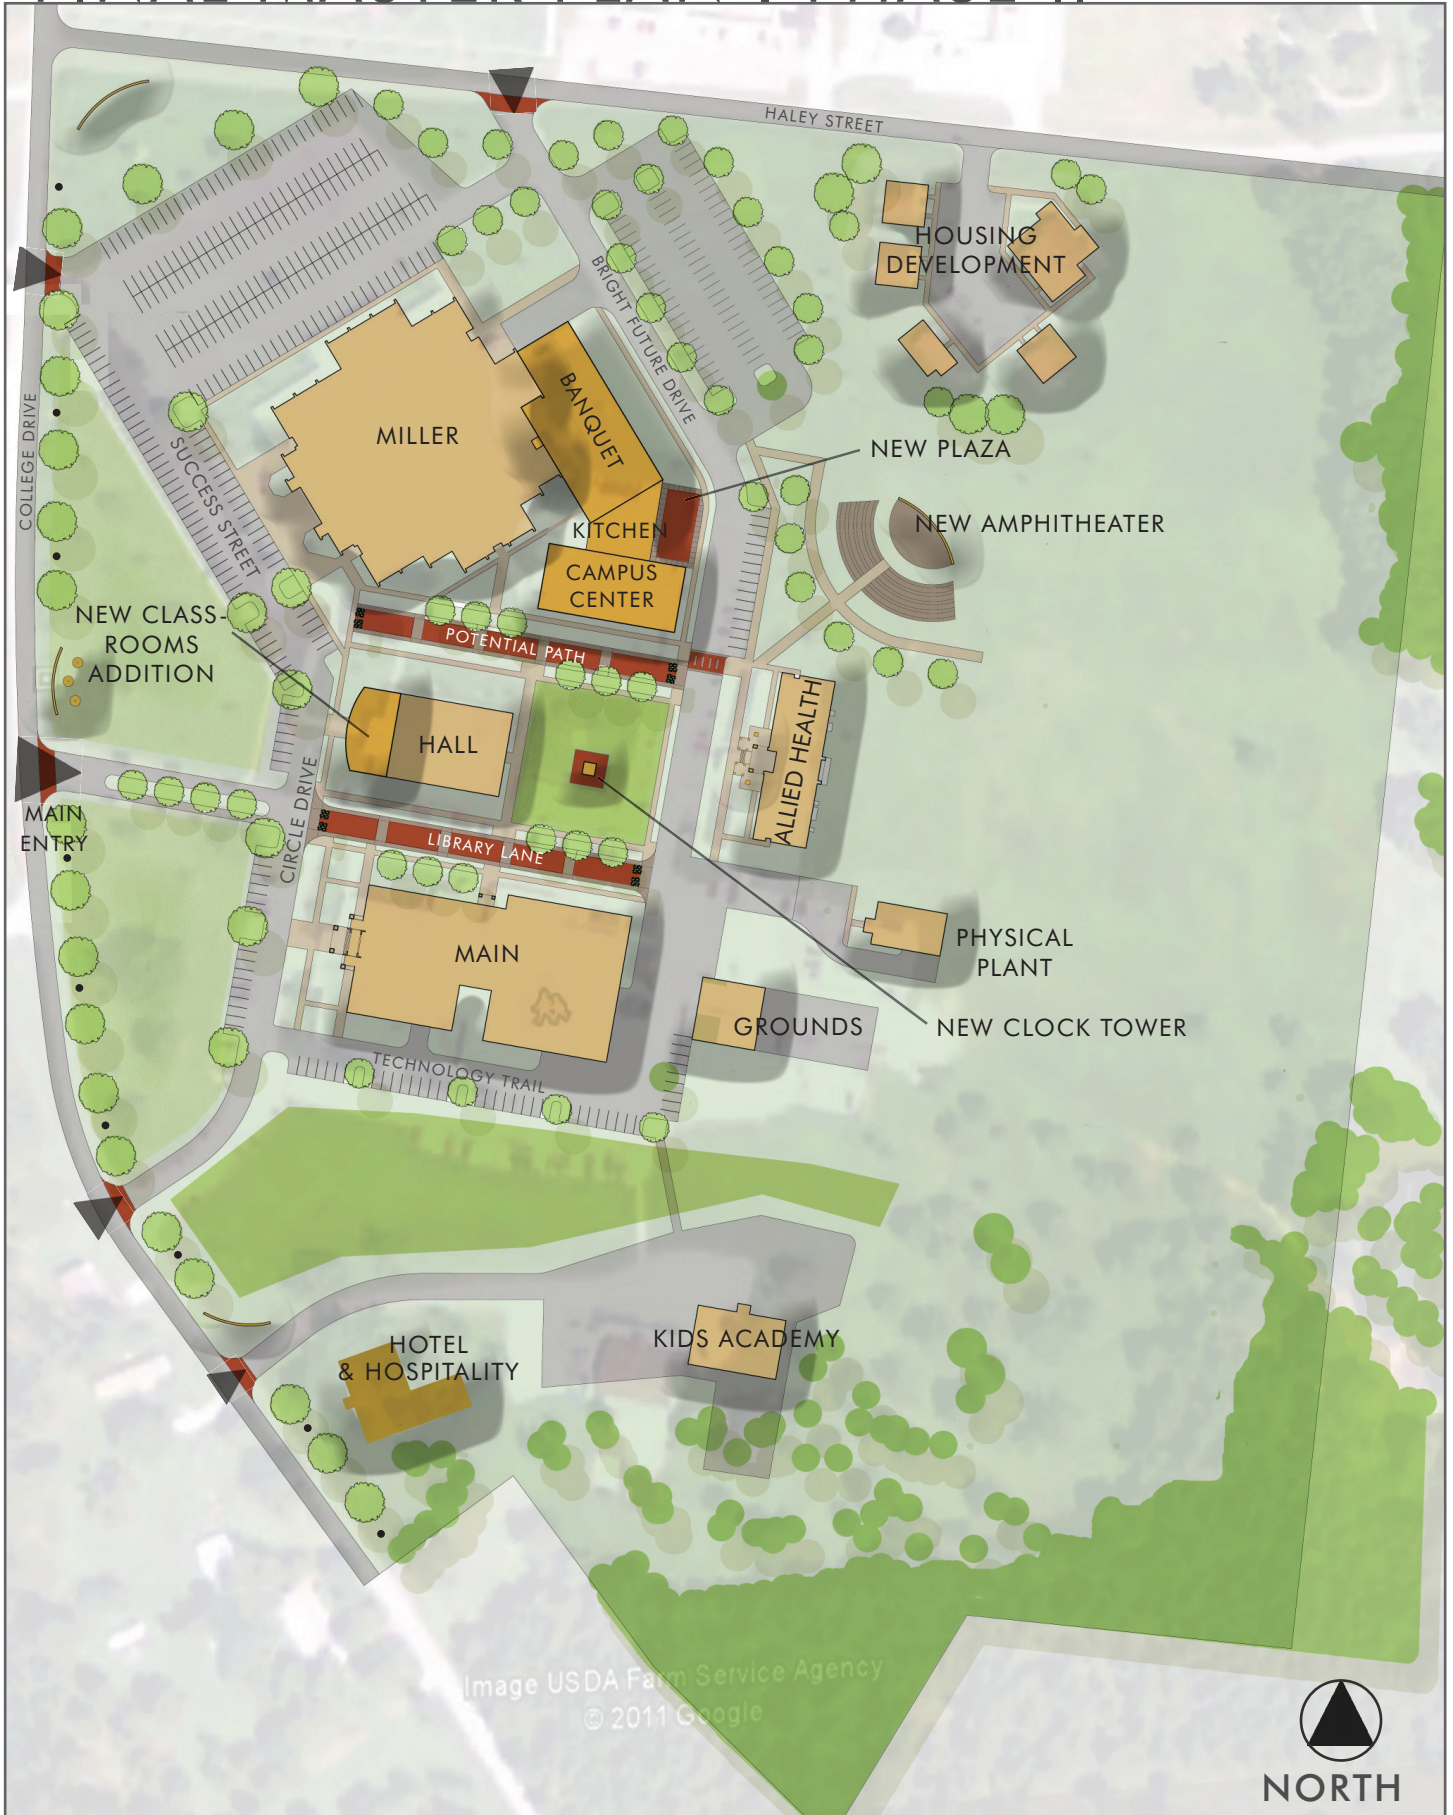 HALEY STREET
HOUSING
DEVELOPMENT
BRIGHT FUTURE DRIVE
BANQUET
MILLER
COLLEGE DRIVE
SUCCESS STREET
NEW PLAZA
NEW AMPHITHEATER
KITCHEN
CAMPUS
CENTER
NEW CLASS-
ROOMS
ADDITION
POTENTIAL PATH
HALL
ALLIED HEALTH
MAIN
ENTRY
CIRCLE DRIVE
LIBRARY LANE
MAIN
PHYSICAL
PLANT
GROUNDS
NEW CLOCK TOWER
TECHNOLOGY TRAIL
HOTEL
& HOSPITALITY
KIDS ACADEMY
Image USDA Farm Service Agency
© 2011 Google
NORTH